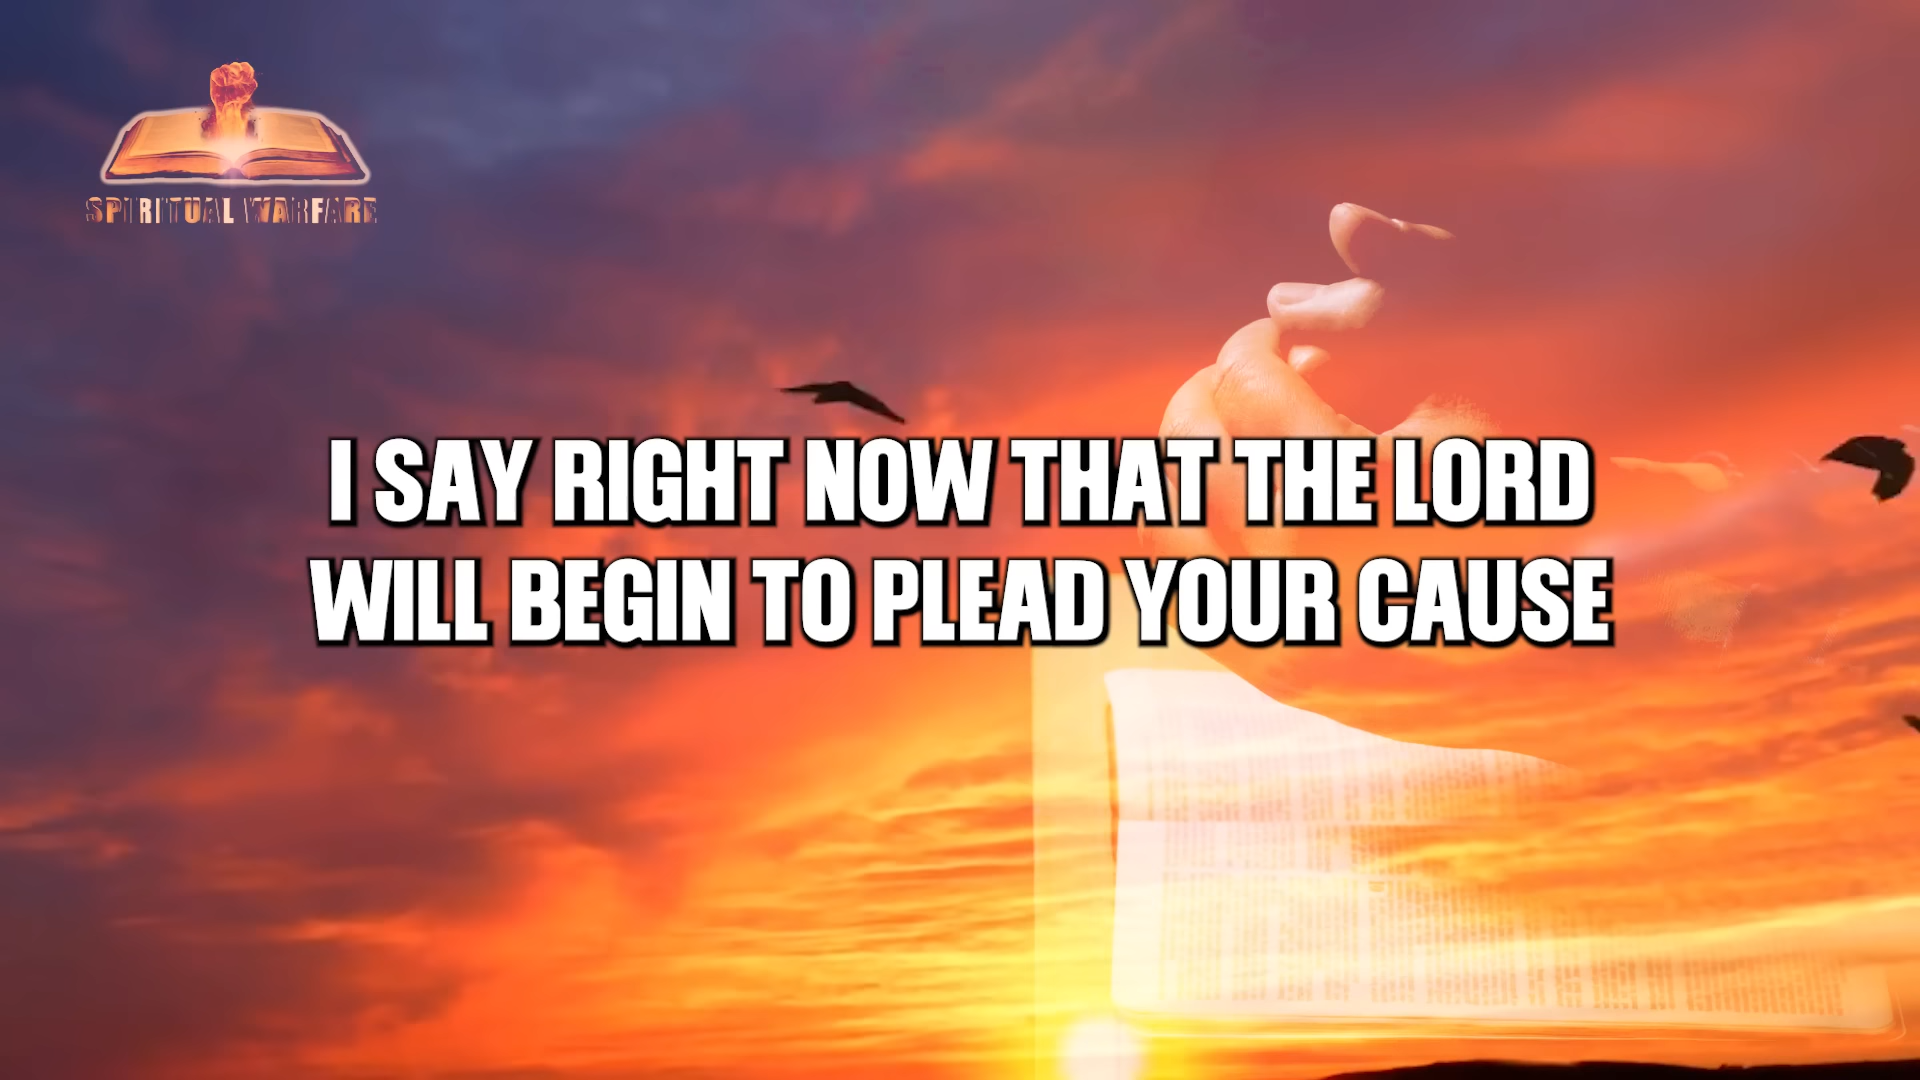 SPIRITUAL WARFARE
I SAY RIGHT NOW THAT THE LORD
WILL BEGIN TO PLEAD YOUR CAUSE